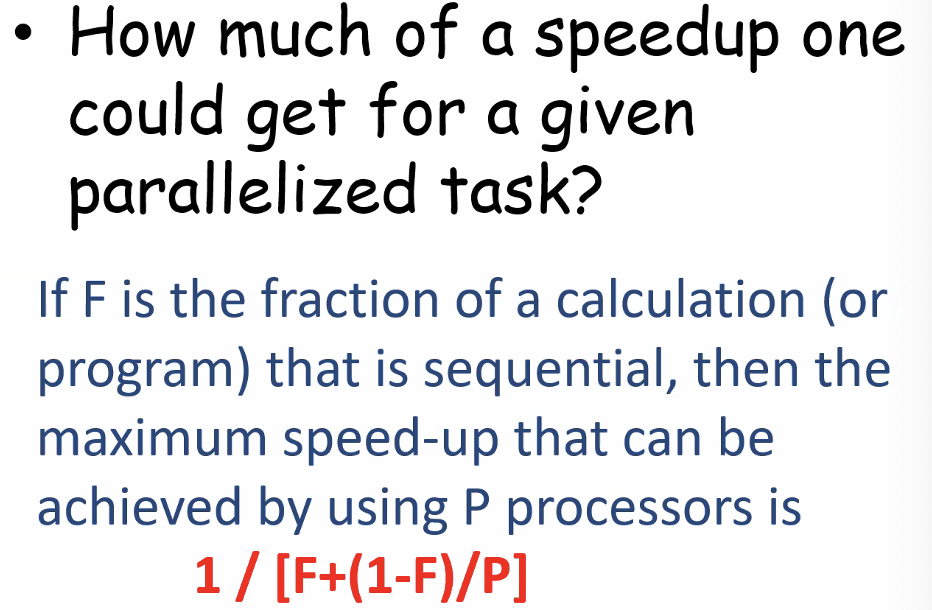 • How much of a speedup one
could get for a given
parallelized task?
If F is the fraction of a calculation (or
program) that is sequential, then the
maximum speed-up that can be
achieved by using P processors is
1 / [F+(1-F)/P]